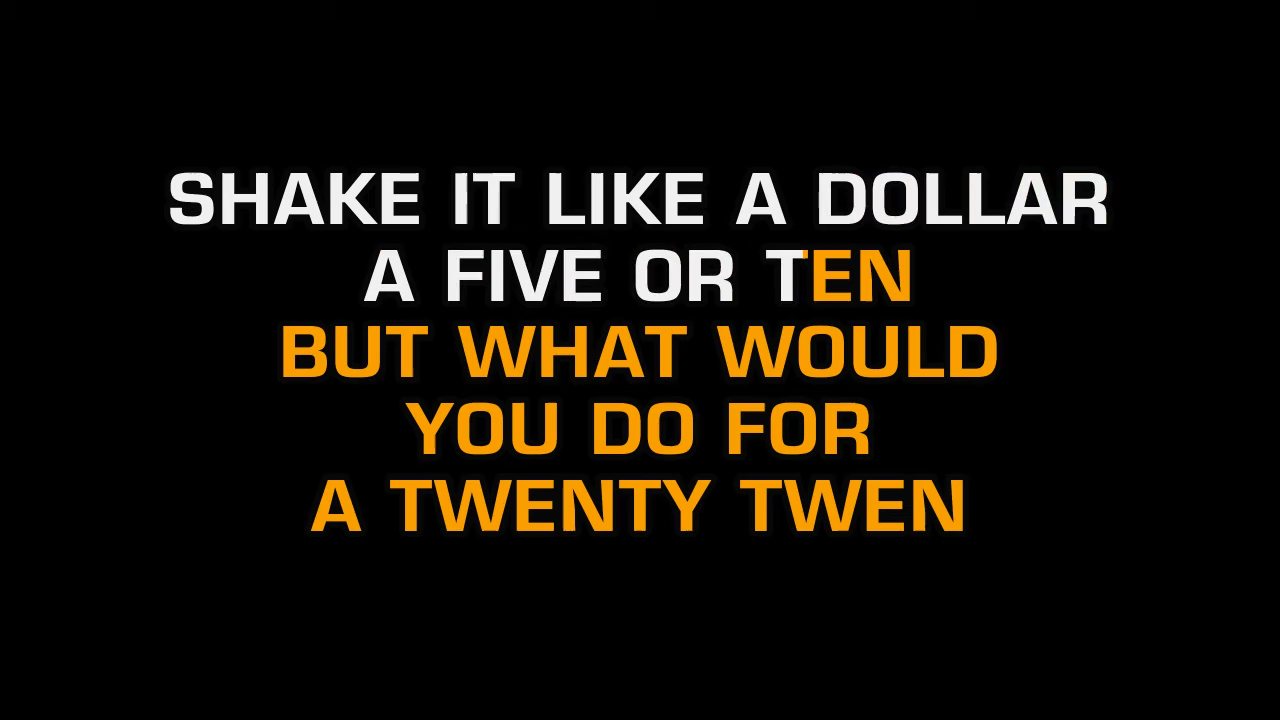 SHAKE IT LIKE A DOLLAR
A FIVE OR TEN
BUT WHAT WOULD
YOU DO FOR
A TWENTY TWEN